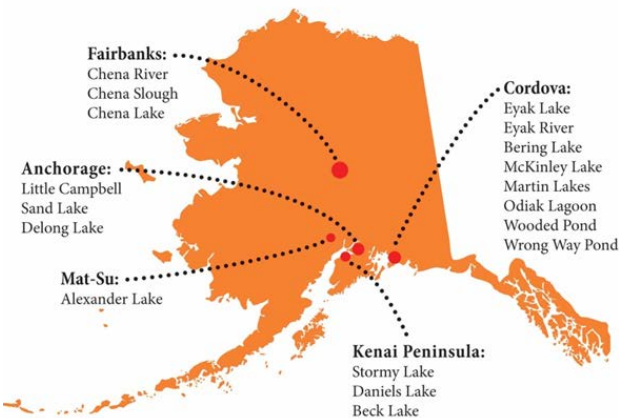 Fairbanks:
Chena River
Chena Slough
Chena Lake
Cordova:
Eyak Lake
Eyak River
Bering Lake
McKinley Lake
Martin Lakes
Odiak Lagoon
Wooded Pond
Wrong Way Pond
Anchorage:
Little Campbell
Sand Lake
Delong Lake
Mat-Su:
Alexander Lake
Kenai Peninsula:
Stormy Lake
Daniels Lake
Beck Lake